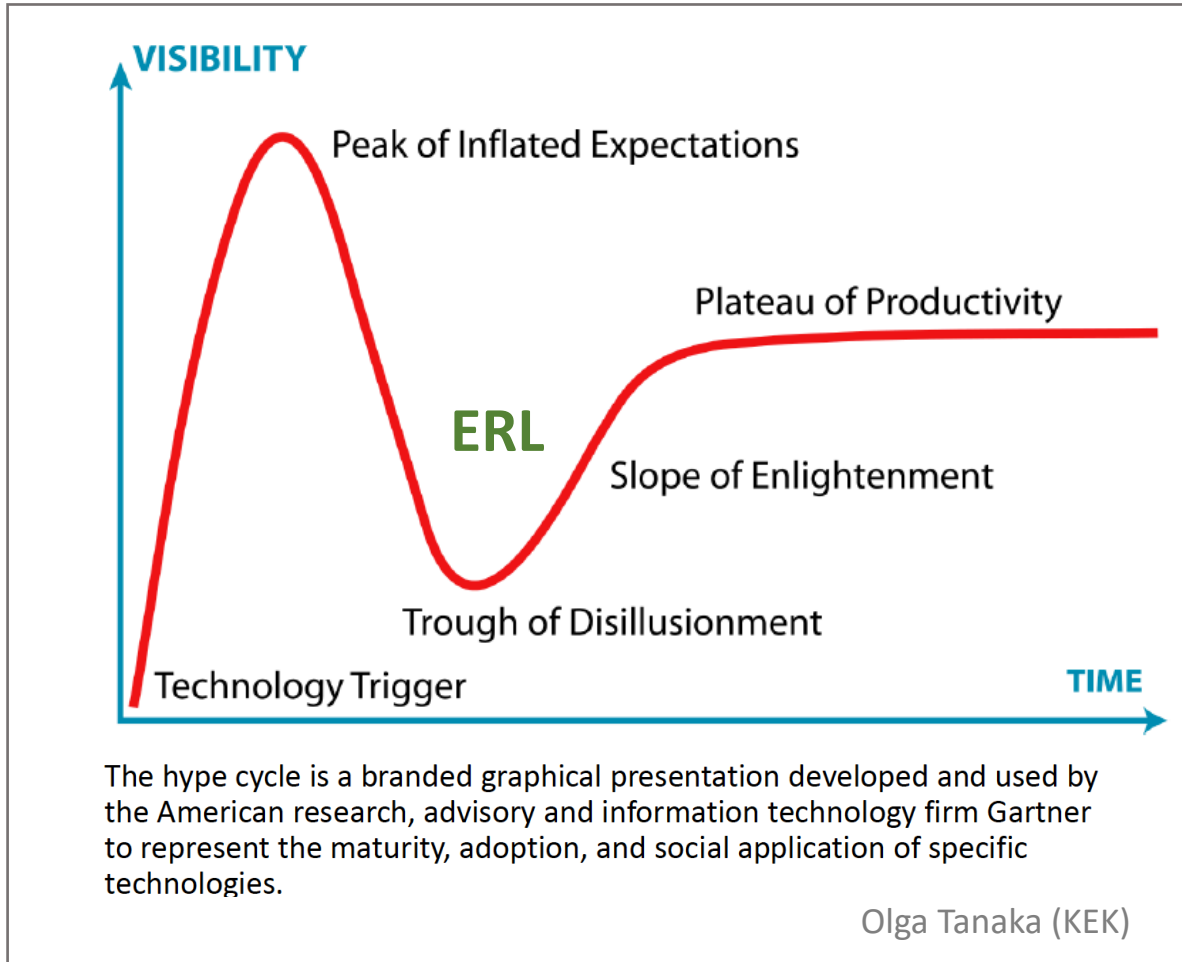 VISIBILITY
Peak of Inflated Expectations
Plateau of Productivity
ERL
Slope of Enlightenment
Trough of Disillusionment
Technology Trigger
TIME
The hype cycle is a branded graphical presentation developed and used by
the American research, advisory and information technology firm Gartner
to represent the maturity, adoption, and social application of specific
technologies.
Olga Tanaka (KEK)